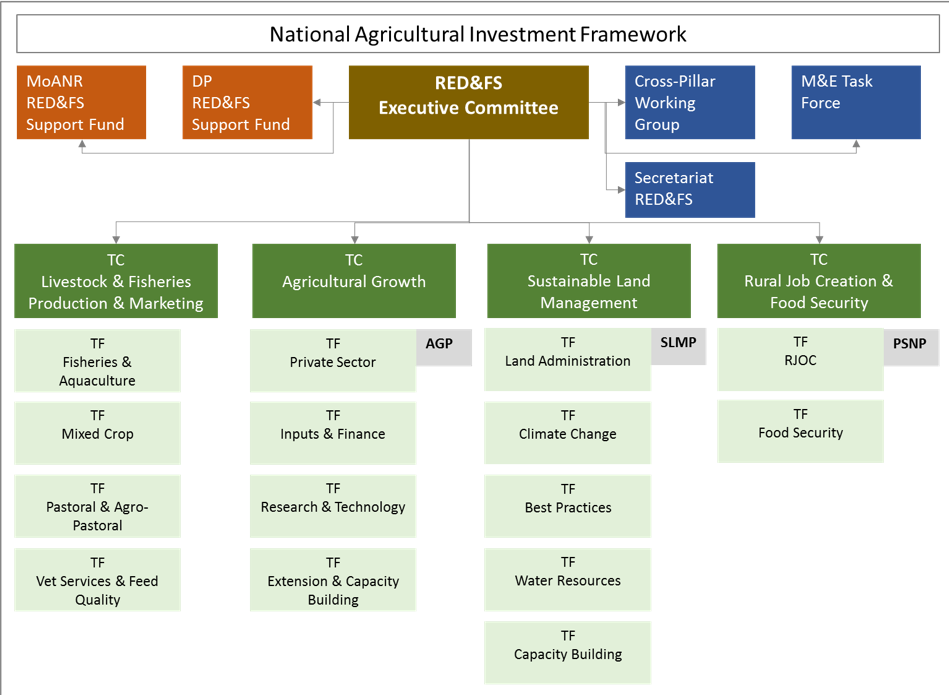 National Agricultural Investment Framework
MoANR
RED&FS
Support Fund
DP
RED&FS
Support Fund
RED&FS
Executive Committee
Cross-Pillar
Working
Group
M&E Task
Force
Secretariat
RED&FS
TC
Livestock & Fisheries
Production & Marketing
TC
Agricultural Growth
TC
Sustainable Land
Management
TC
Rural Job Creation &
Food Security
TF
Fisheries &
Aquaculture
TF
Mixed Crop
TF
Pastoral & Agro-
Pastoral
TF
Vet Services & Feed
Quality
TF
Private Sector
AGP
TF
Inputs & Finance
TF
Research & Technology
TF
Extension & Capacity
Building
TF
Land Administration
SLMP
TF
Climate Change
TF
Best Practices
TF
Water Resources
TF
Capacity Building
TF
RJOC
PSNP
TF
Food Security